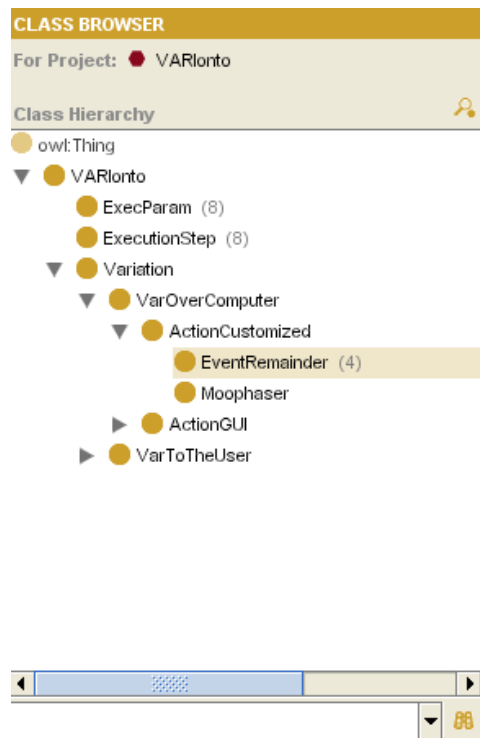 CLASS BROWSER
For Project: VARIonto
Class Hierarchy
owl:Thing
VARIonto
ExecParam (8)
ExecutionStep (8)
Variation
VarOverComputer
ActionCustomized
EventRemainder (4)
Moophaser
ActionGUI
VarToTheUser